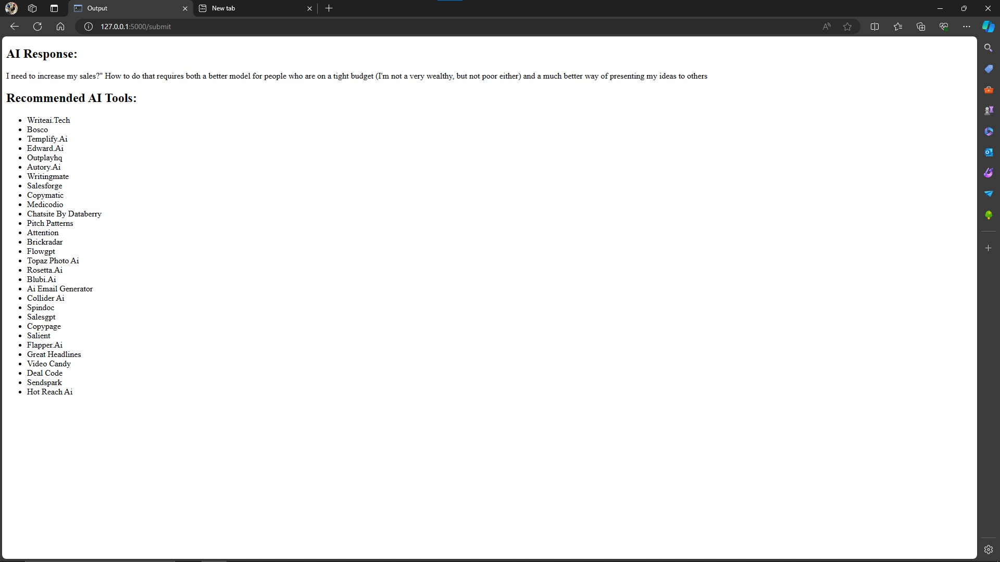 Output
New tab
127.0.0.1:5000/submit
AI Response:
I need to increase my sales?" How to do that requires both a better model for people who are on a tight budget (I'm not a very wealthy, but not poor either) and a much better way of presenting my ideas to others
Recommended AI Tools:
Writeai.Tech
Bosco
Templify.Ai
Edward.Ai
Outplayhq
Autory.Ai
Writingmate
Salesforge
Copymatic
Medicodio
Chatsite By Databerry
Pitch Patterns
Attention
Brickradar
Flowgpt
Topaz Photo Ai
Rosetta.Ai
Blubi.Ai
Ai Email Generator
Collider Ai
Spindoc
Salesgpt
Copypage
Salient
Flapper.Ai
Great Headlines
Video Candy
Deal Code
Sendspark
Hot Reach Ai